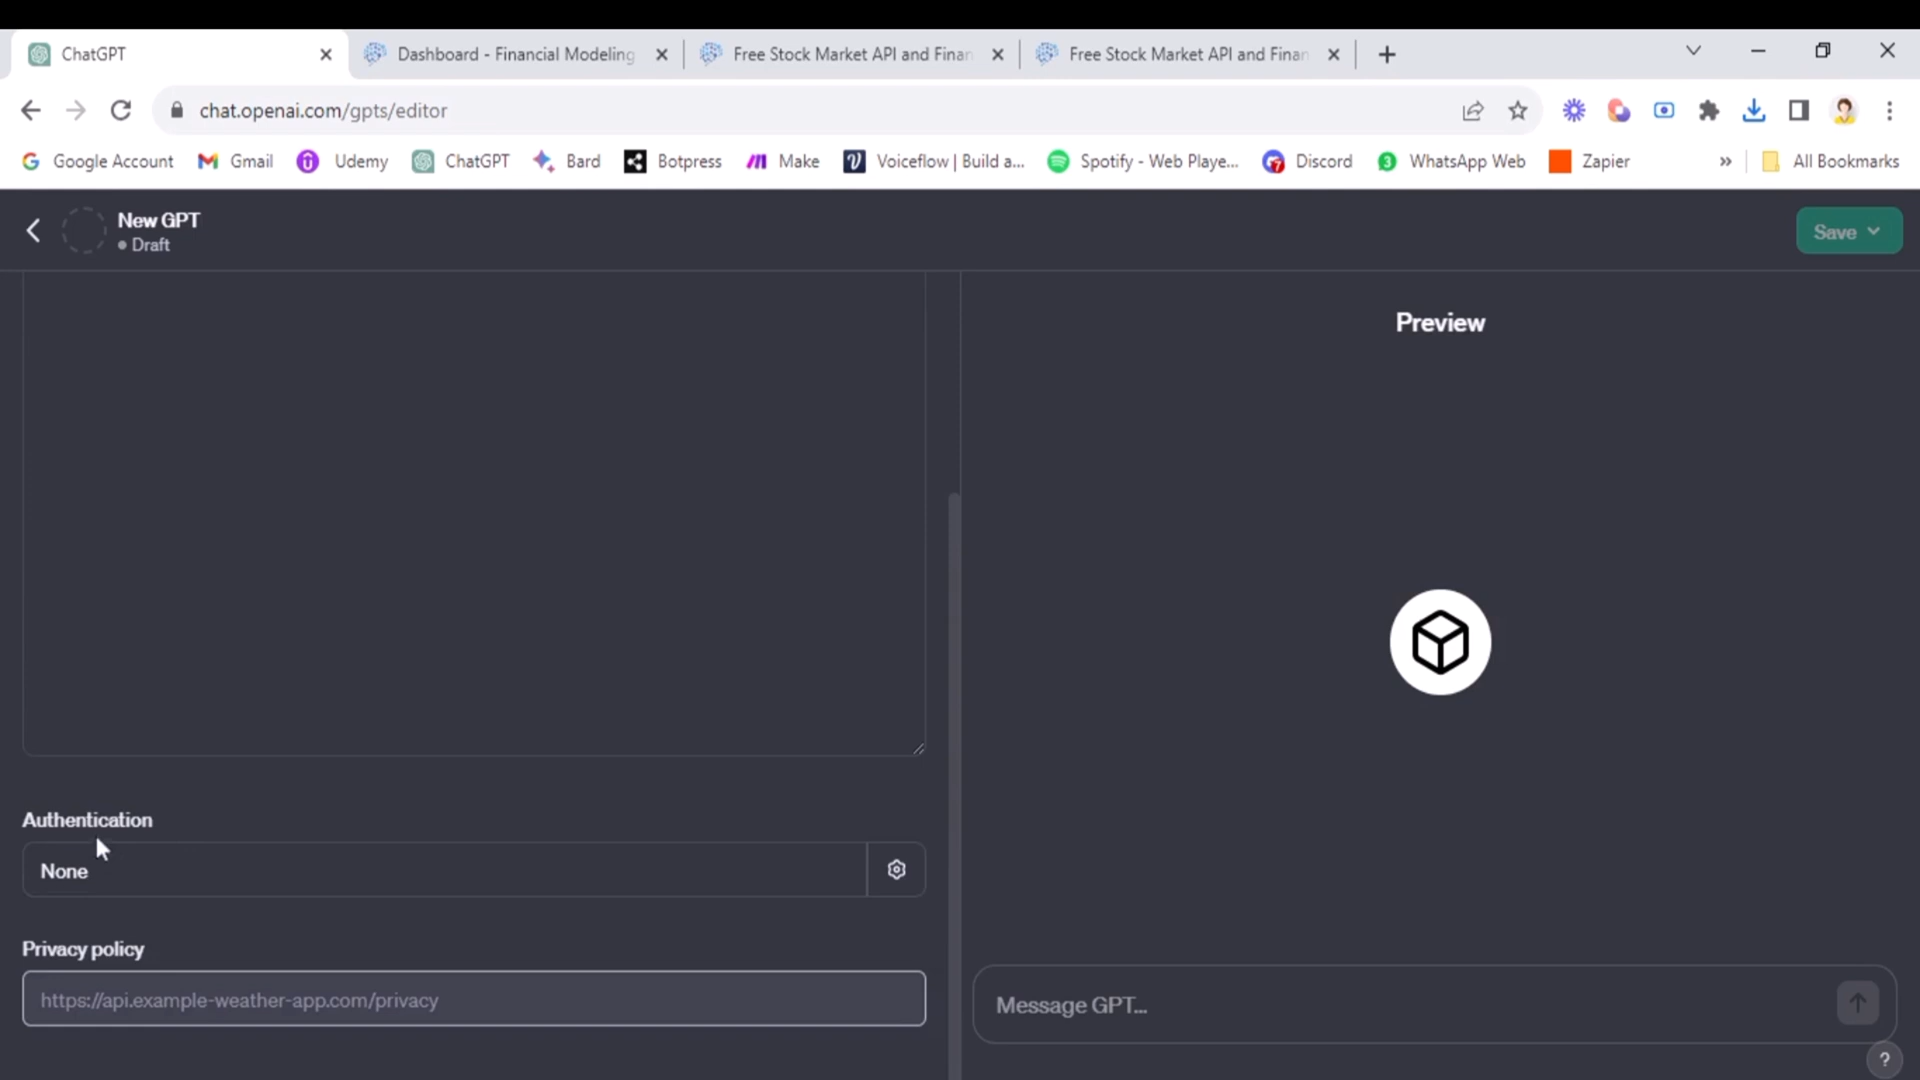 ChatGPT
Dashboard - Financial Modeling
Free Stock Market API and Finan
Free Stock Market API and Finan
chat.openai.com/gpts/editor
Google Account
Gmail
Udemy
ChatGPT
Bard
Botpress
Make
Voiceflow | Build a...
Spotify - Web Playe...
Discord
3
WhatsApp Web
Zapier
»
All Bookmarks
New GPT
Draft
Save
Preview
Authentication
None
Privacy policy
https://api.example-weather-app.com/privacy
Message GPT...
?